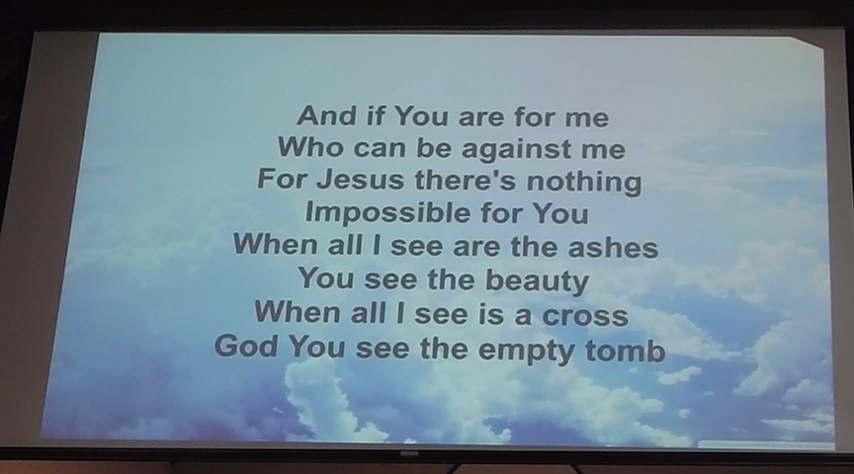 And if You are for me
Who can be against me
For Jesus there's nothing
Impossible for You
When all I see are the ashes
You see the beauty
When all I see is a cross
God You see the empty tomb